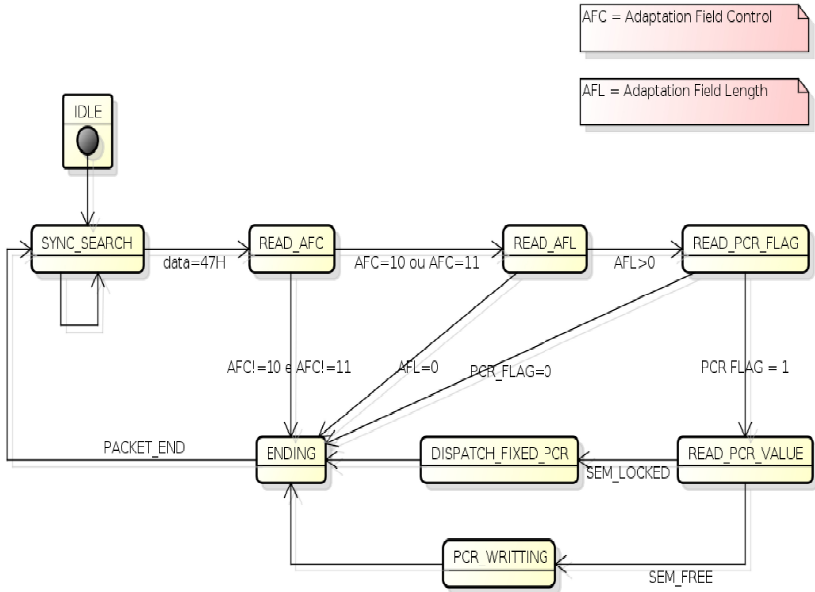 AFC = Adaptation Field Control
AFL = Adaptation Field Length
IDLE
SYNC_SEARCH
data=47H
READ_AFC
AFC=10 ou AFC=11
READ_AFL
AFL>0
READ_PCR_FLAG
AFC!=10 e AFC!=11
AFL=0
PCR_FLAG=0
PCR FLAG = 1
PACKET_END
ENDING
DISPATCH_FIXED_PCR
SEM_LOCKED
READ_PCR_VALUE
PCR_WRITTING
SEM_FREE